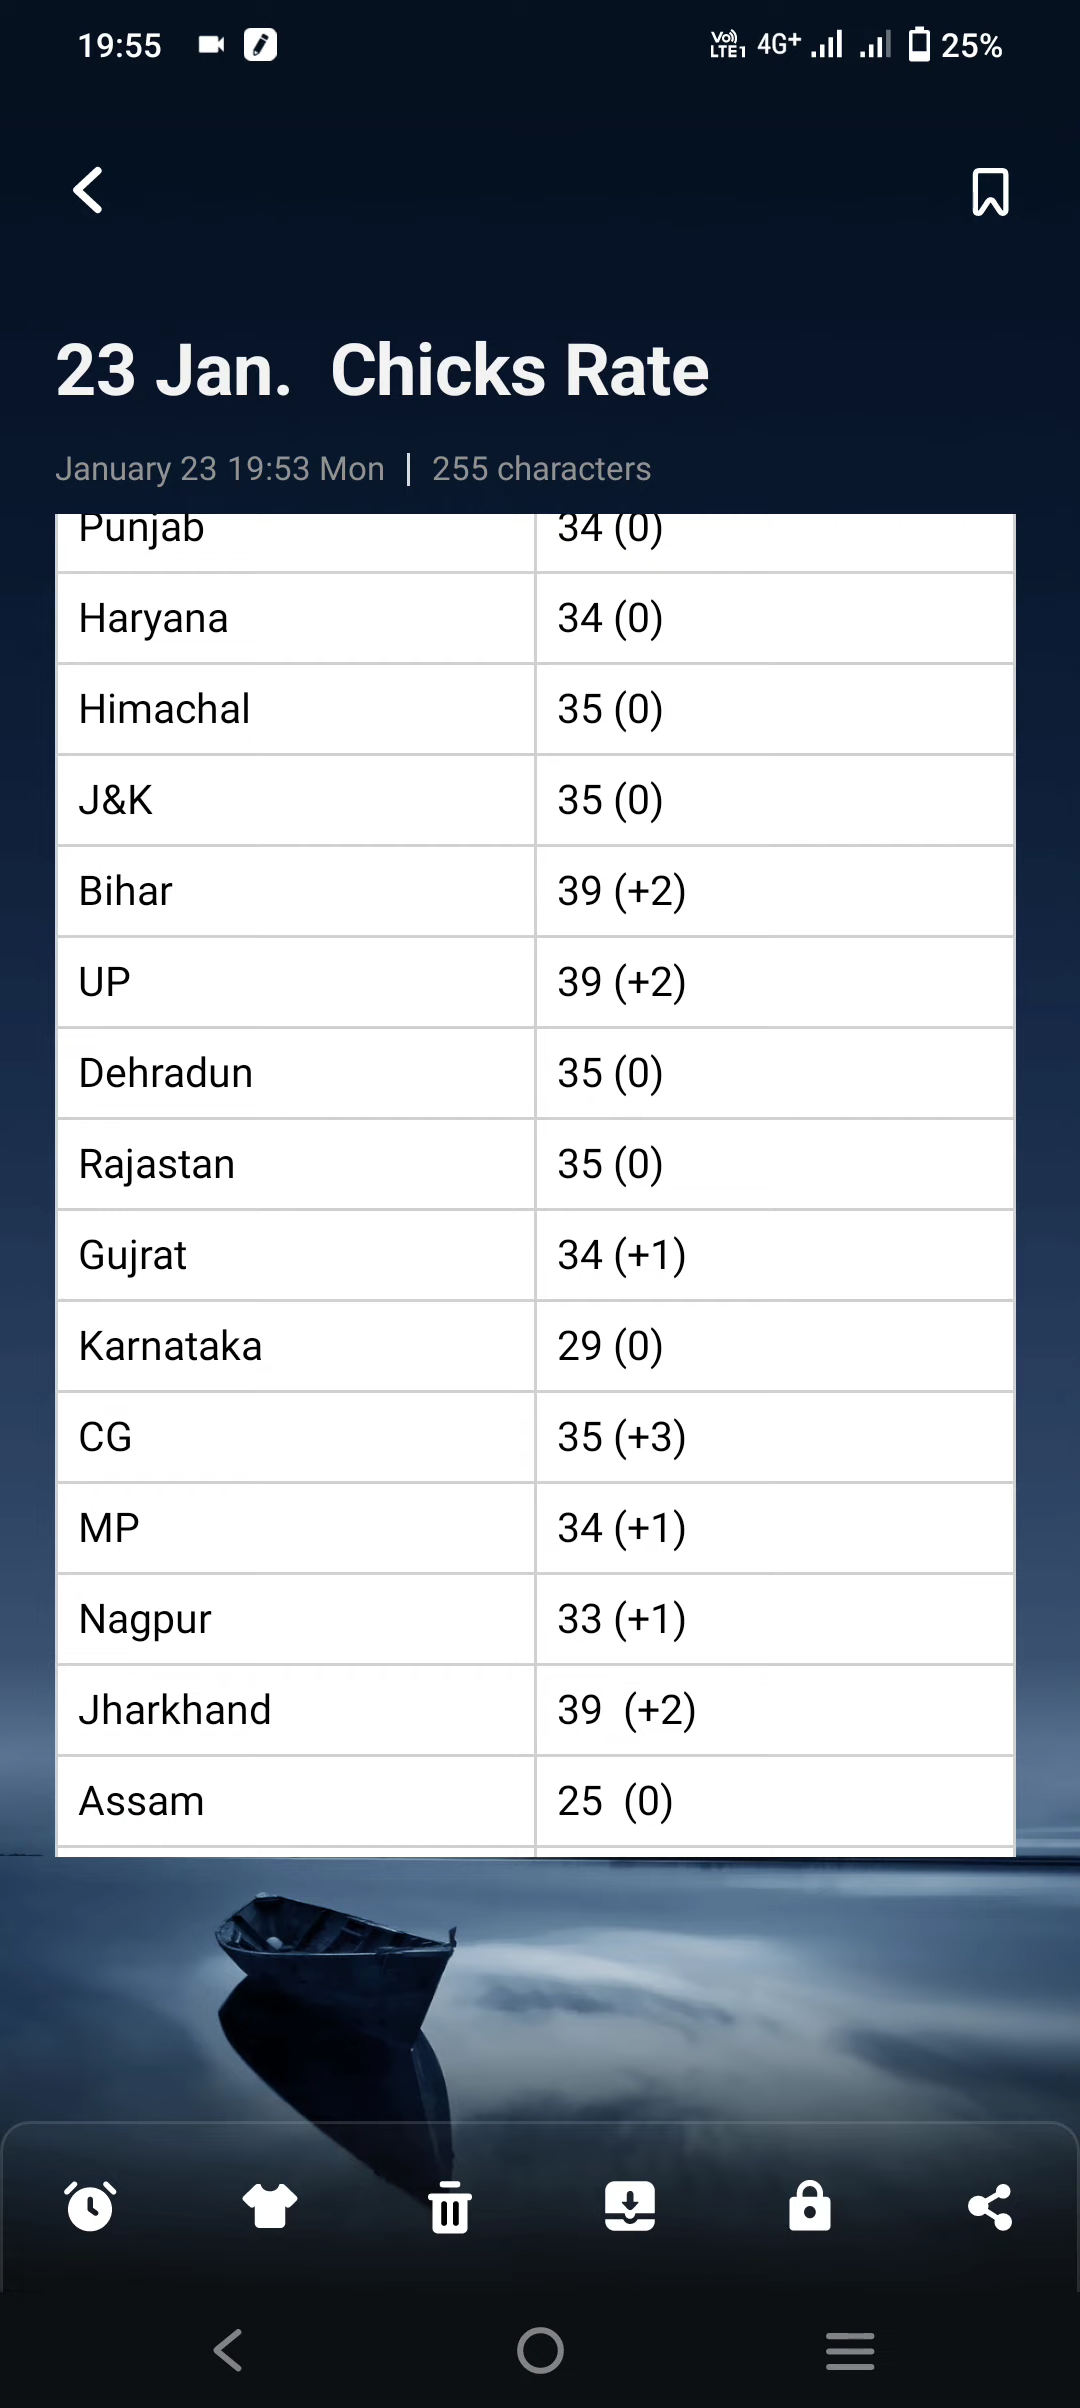 19:55 Vo) LTE1 4G+ 25%
23 Jan. Chicks Rate
January 23 19:53 Mon | 255 characters
Punjab 34 (0)
Haryana 34 (0)
Himachal 35 (0)
J&K 35 (0)
Bihar 39 (+2)
UP 39 (+2)
Dehradun 35 (0)
Rajastan 35 (0)
Gujrat 34 (+1)
Karnataka 29 (0)
CG 35 (+3)
MP 34 (+1)
Nagpur 33 (+1)
Jharkhand 39 (+2)
Assam 25 (0)